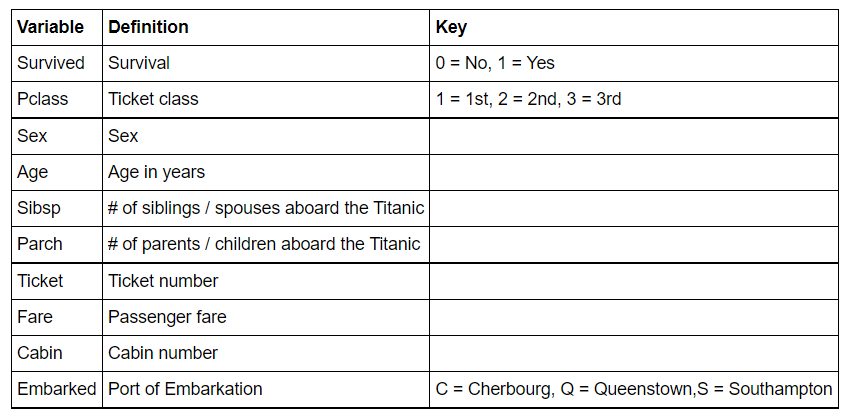 Variable Definition Key
Survived Survival 0 = No, 1 = Yes
Pclass Ticket class 1 = 1st, 2 = 2nd, 3 = 3rd
Sex Sex
Age Age in years
Sibsp # of siblings / spouses aboard the Titanic
Parch # of parents / children aboard the Titanic
Ticket Ticket number
Fare Passenger fare
Cabin Cabin number
Embarked Port of Embarkation C = Cherbourg, Q = Queenstown,S = Southampton